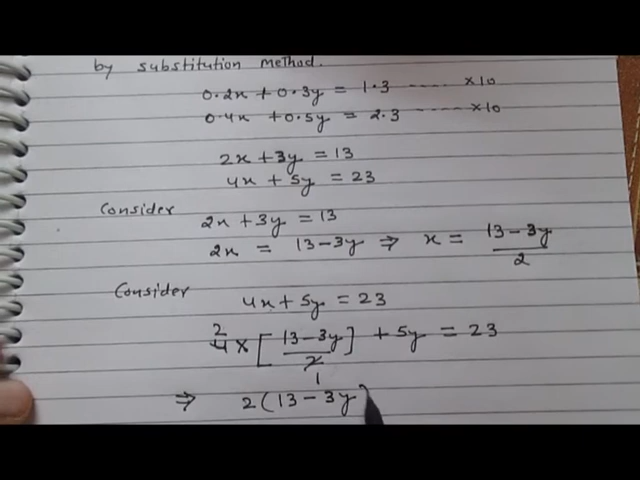 by substitution method.
0.2x + 0.3y = 1.3 ------ ×10
0.4x + 0.5y = 2.3 ------ ×10
2x + 3y = 13
4x + 5y = 23
Consider 2x + 3y = 13
2x = 13 - 3y ⇒ x = (13 - 3y)/2
Consider
4x + 5y = 23
2
4 × [(13 - 3y)/2] + 5y = 23
1
⇒ 2(13 - 3y)